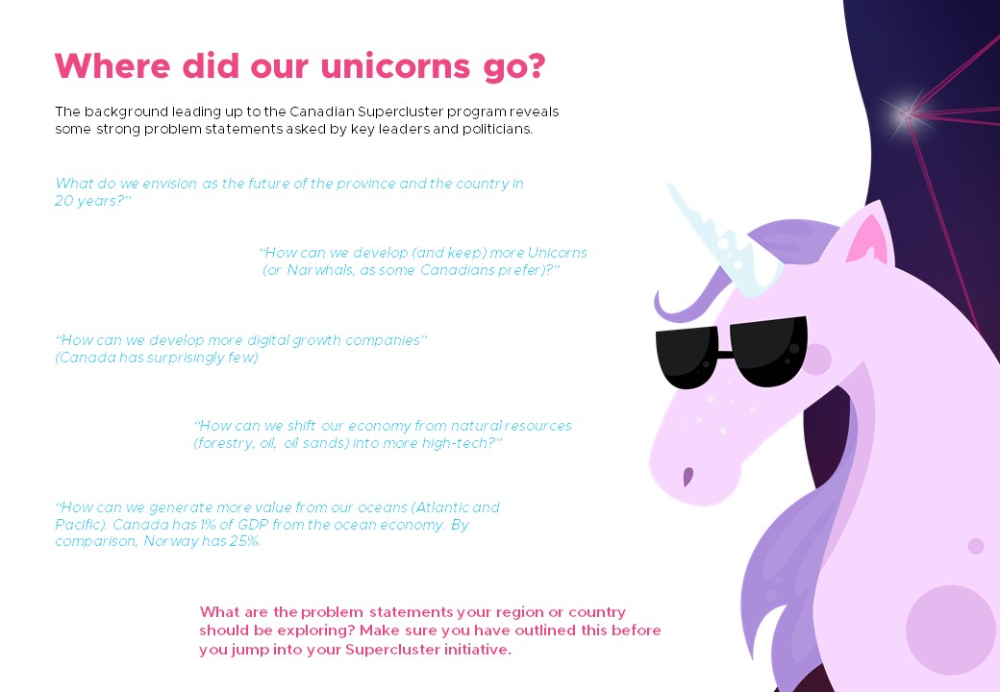 Where did our unicorns go?
The background leading up to the Canadian Supercluster program reveals
some strong problem statements asked by key leaders and politicians.
What do we envision as the future of the province and the country in
20 years?”
“How can we develop (and keep) more Unicorns
(or Narwhals, as some Canadians prefer)?”
“How can we develop more digital growth companies”
(Canada has surprisingly few)
“How can we shift our economy from natural resources
(forestry, oil, oil sands) into more high-tech?”
“How can we generate more value from our oceans (Atlantic and
Pacific). Canada has 1% of GDP from the ocean economy. By
comparison, Norway has 25%.
What are the problem statements your region or country
should be exploring? Make sure you have outlined this before
you jump into your Supercluster initiative.